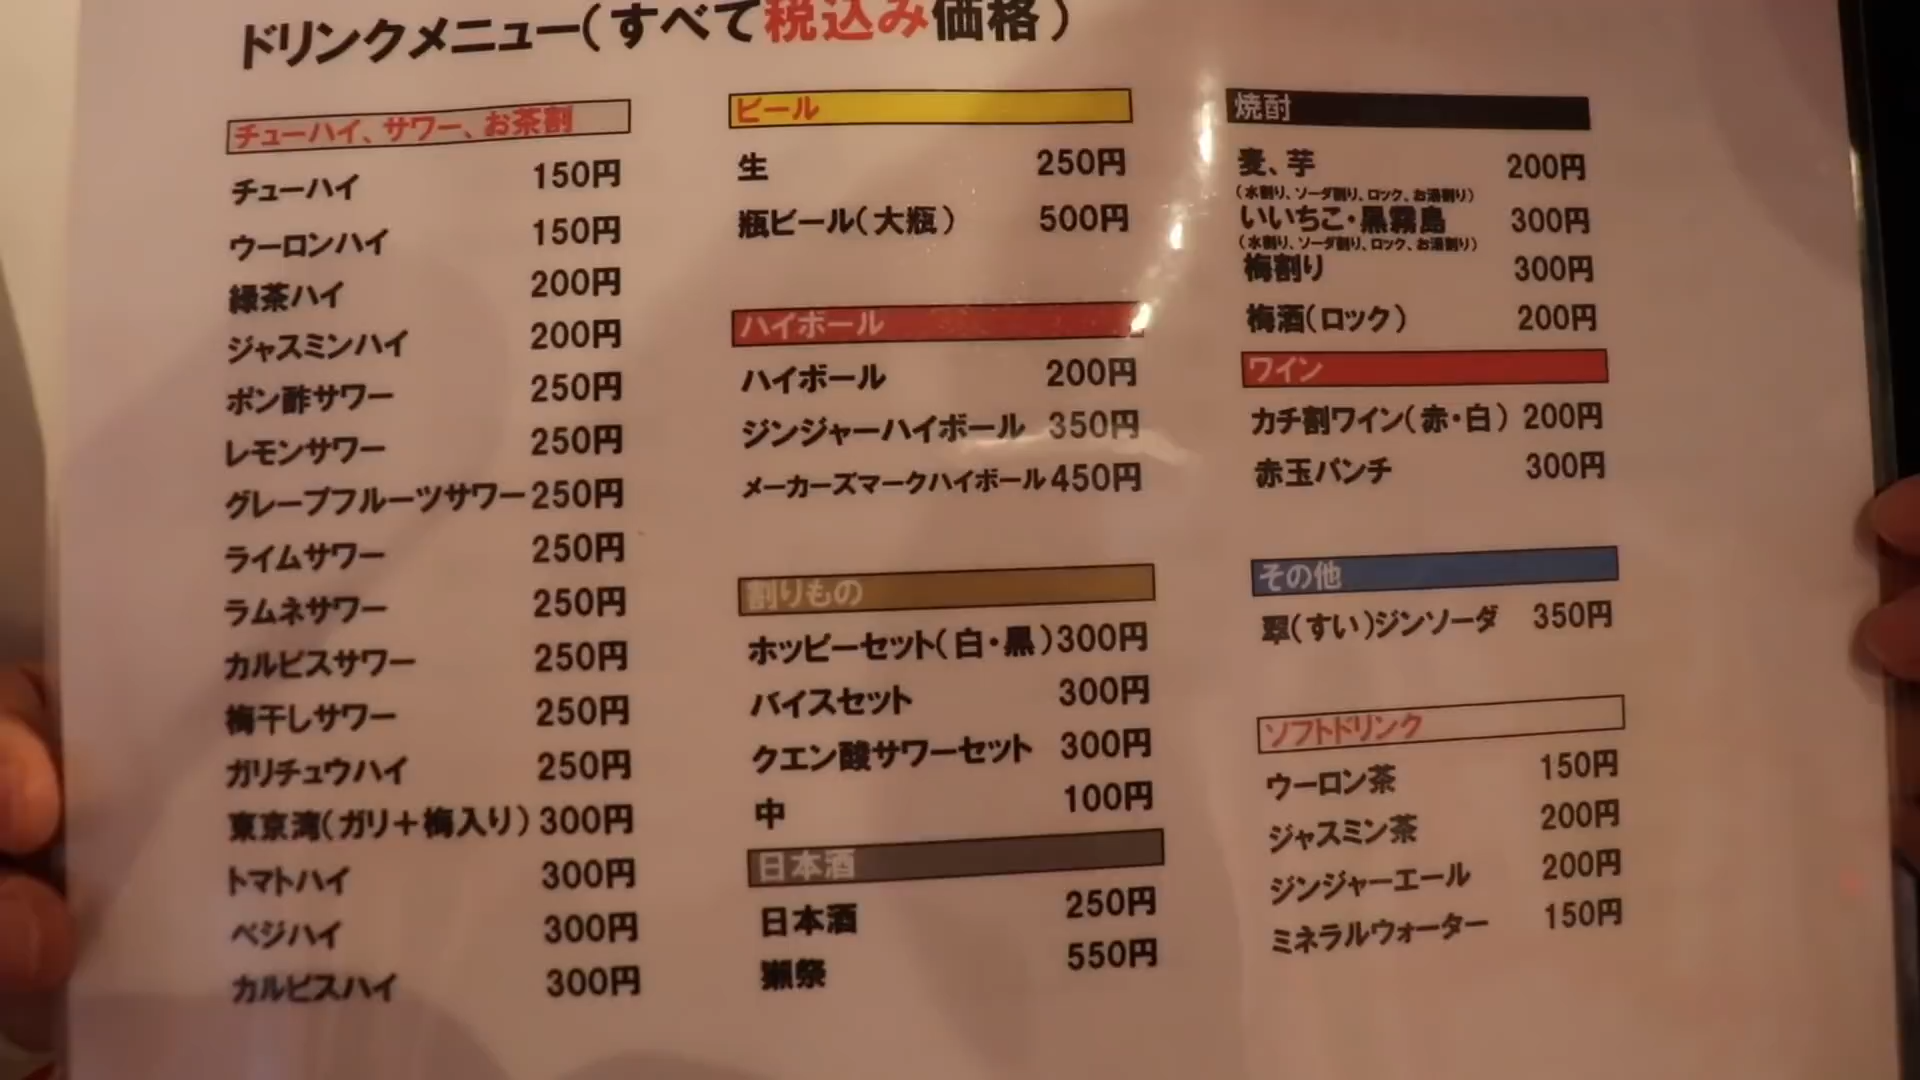 ドリンクメニュー(すべて税込み価格)
チューハイ、サワー、お茶割
チューハイ 150円
ウーロンハイ 150円
緑茶ハイ 200円
ジャスミンハイ 200円
ポン酢サワー 250円
レモンサワー 250円
グレープフルーツサワー 250円
ライムサワー 250円
ラムネサワー 250円
カルピスサワー 250円
梅干しサワー 250円
ガリチュウハイ 250円
東京湾(ガリ+梅入り) 300円
トマトハイ 300円
ベジハイ 300円
カルピスハイ 300円
ビール
生 250円
瓶ビール(大瓶) 500円
ハイボール
ハイボール 200円
ジンジャーハイボール 350円
メーカーズマークハイボール 450円
割りもの
ホッピーセット(白・黒) 300円
バイスセット 300円
クエン酸サワーセット 300円
中 100円
日本酒
日本酒 250円
獺祭 550円
焼酎
麦、芋 200円
(水割り、ソーダ割り、ロック、お湯割り)
いいちこ・黒霧島 300円
(水割り、ソーダ割り、ロック、お湯割り)
梅割り 300円
梅酒(ロック) 200円
ワイン
カチ割ワイン(赤・白) 200円
赤玉パンチ 300円
その他
翠(すい)ジンソーダ 350円
ソフトドリンク
ウーロン茶 150円
ジャスミン茶 200円
ジンジャーエール 200円
ミネラルウォーター 150円